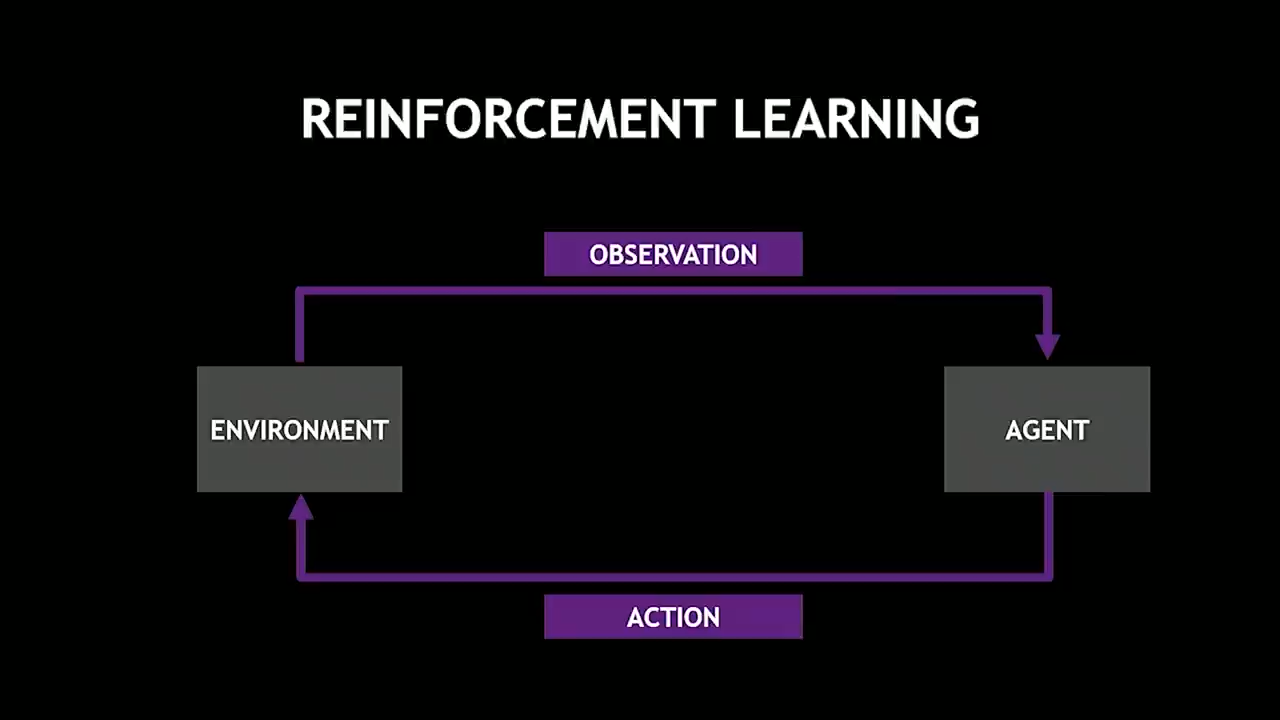 REINFORCEMENT LEARNING
OBSERVATION
ENVIRONMENT
AGENT
ACTION